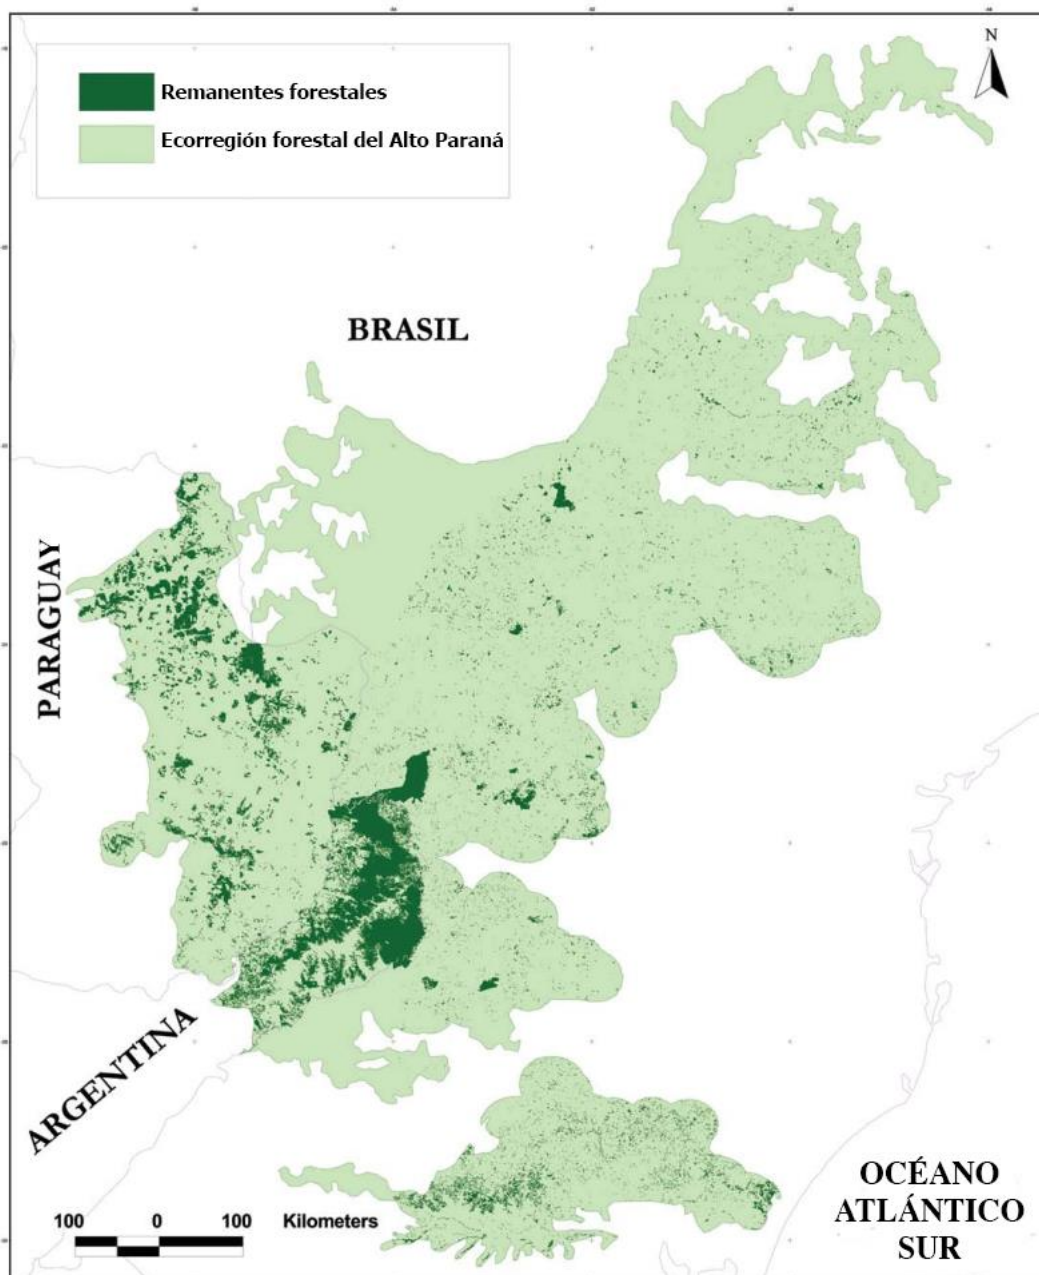 N
Remanentes forestales
Ecorregión forestal del Alto Paraná
BRASIL
PARAGUAY
ARGENTINA
OCÉANO
ATLÁNTICO
SUR
100 0 100 Kilometers